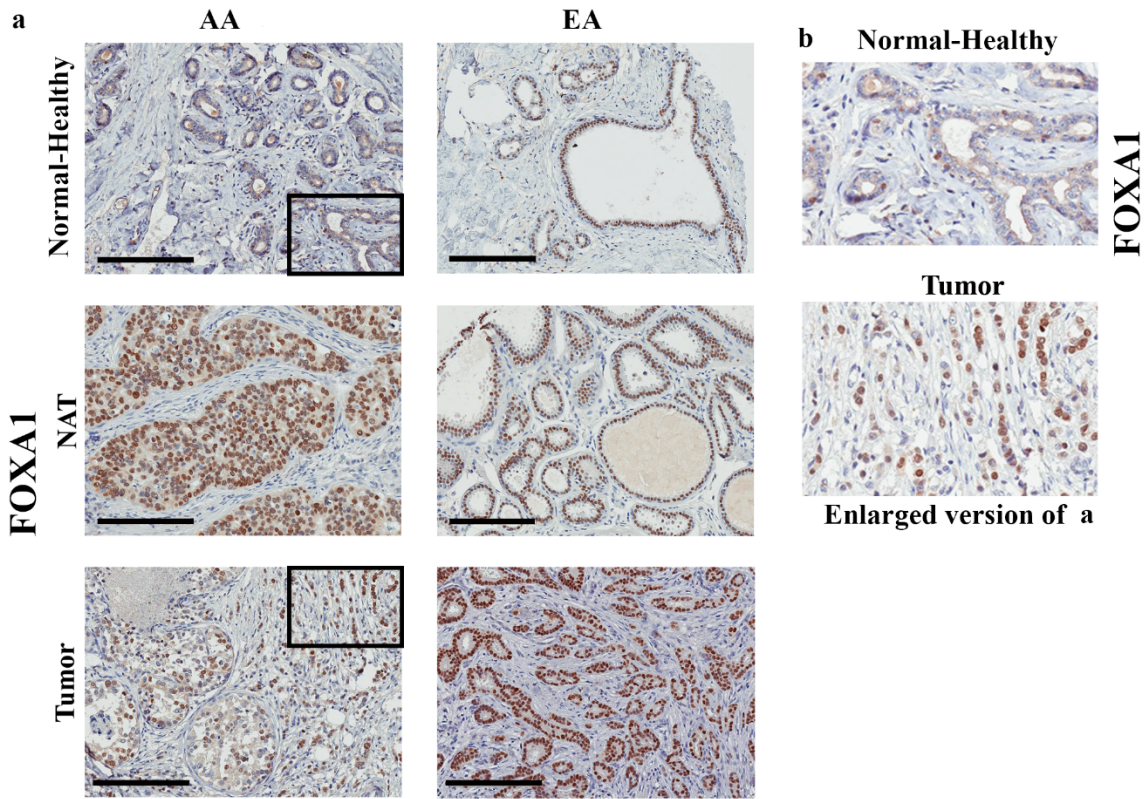 a
AA
EA
Normal-Healthy
NAT
Tumor
FOXA1
b
Normal-Healthy
FOXA1
Tumor
Enlarged version of a